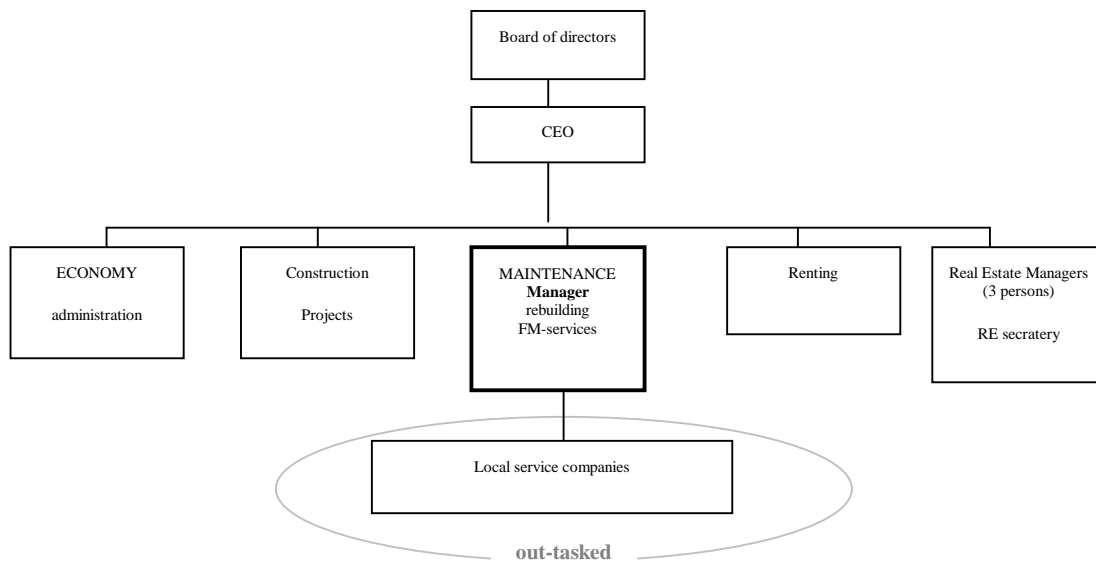 Board of directors
CEO
ECONOMY
administration
Construction
Projects
MAINTENANCE
Manager
rebuilding
FM-services
Renting
Real Estate Managers
(3 persons)
RE secratery
Local service companies
out-tasked